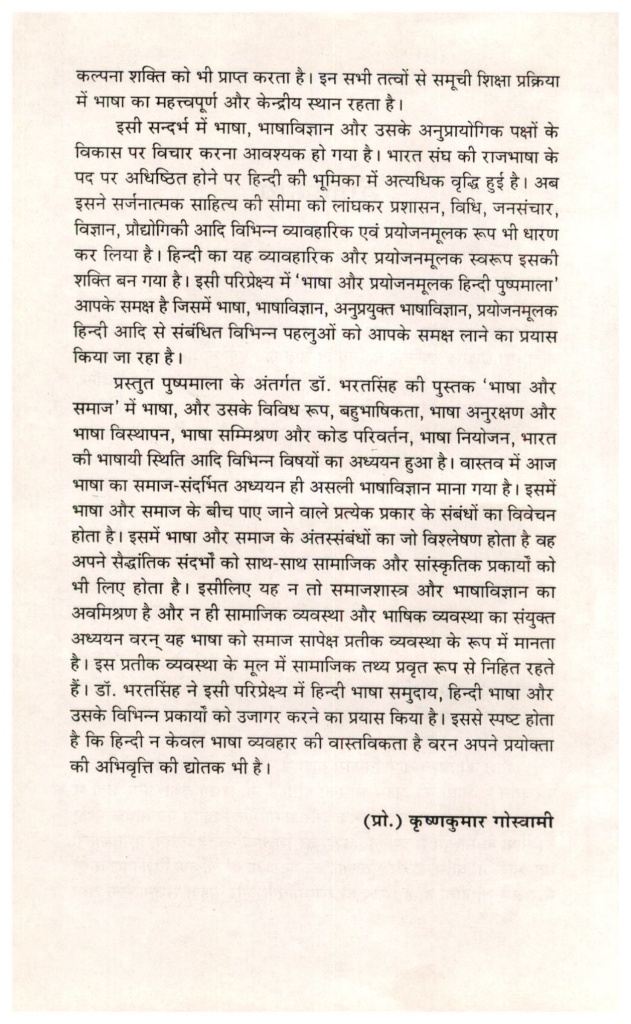 कल्पना शक्ति को भी प्राप्त करता है। इन सभी तत्वों से समूची शिक्षा प्रक्रिया
में भाषा का महत्त्वपूर्ण और केन्द्रीय स्थान रहता है।
इसी सन्दर्भ में भाषा, भाषाविज्ञान और उसके अनुप्रायोगिक पक्षों के
विकास पर विचार करना आवश्यक हो गया है। भारत संघ की राजभाषा के
पद पर अधिष्ठित होने पर हिन्दी की भूमिका में अत्यधिक वृद्धि हुई है। अब
इसने सर्जनात्मक साहित्य की सीमा को लांघकर प्रशासन, विधि, जनसंचार,
विज्ञान, प्रौद्योगिकी आदि विभिन्न व्यावहारिक एवं प्रयोजनमूलक रूप भी धारण
कर लिया है। हिन्दी का यह व्यावहारिक और प्रयोजनमूलक स्वरूप इसकी
शक्ति बन गया है। इसी परिप्रेक्ष्य में 'भाषा और प्रयोजनमूलक हिन्दी पुष्पमाला'
आपके समक्ष है जिसमें भाषा, भाषाविज्ञान, अनुप्रयुक्त भाषाविज्ञान, प्रयोजनमूलक
हिन्दी आदि से संबंधित विभिन्न पहलुओं को आपके समक्ष लाने का प्रयास
किया जा रहा है।
प्रस्तुत पुष्पमाला के अंतर्गत डॉ. भरतसिंह की पुस्तक 'भाषा और
समाज' में भाषा, और उसके विविध रूप, बहुभाषिकता, भाषा अनुरक्षण और
भाषा विस्थापन, भाषा सम्मिश्रण और कोड परिवर्तन, भाषा नियोजन, भारत
की भाषायी स्थिति आदि विभिन्न विषयों का अध्ययन हुआ है। वास्तव में आज
भाषा का समाज-संदर्भित अध्ययन ही असली भाषाविज्ञान माना गया है। इसमें
भाषा और समाज के बीच पाए जाने वाले प्रत्येक प्रकार के संबंधों का विवेचन
होता है। इसमें भाषा और समाज के अंतस्संबंधों का जो विश्लेषण होता है वह
अपने सैद्धांतिक संदर्भों को साथ-साथ सामाजिक और सांस्कृतिक प्रकार्यों को
भी लिए होता है। इसीलिए यह न तो समाजशास्त्र और भाषाविज्ञान का
अवमिश्रण है और न ही सामाजिक व्यवस्था और भाषिक व्यवस्था का संयुक्त
अध्ययन वरन् यह भाषा को समाज सापेक्ष प्रतीक व्यवस्था के रूप में मानता
है। इस प्रतीक व्यवस्था के मूल में सामाजिक तथ्य प्रवृत रूप से निहित रहते
हैं। डॉ. भरतसिंह ने इसी परिप्रेक्ष्य में हिन्दी भाषा समुदाय, हिन्दी भाषा और
उसके विभिन्न प्रकार्यों को उजागर करने का प्रयास किया है। इससे स्पष्ट होता
है कि हिन्दी न केवल भाषा व्यवहार की वास्तविकता है वरन अपने प्रयोक्ता
की अभिवृत्ति की द्योतक भी है।
(प्रो.) कृष्णकुमार गोस्वामी